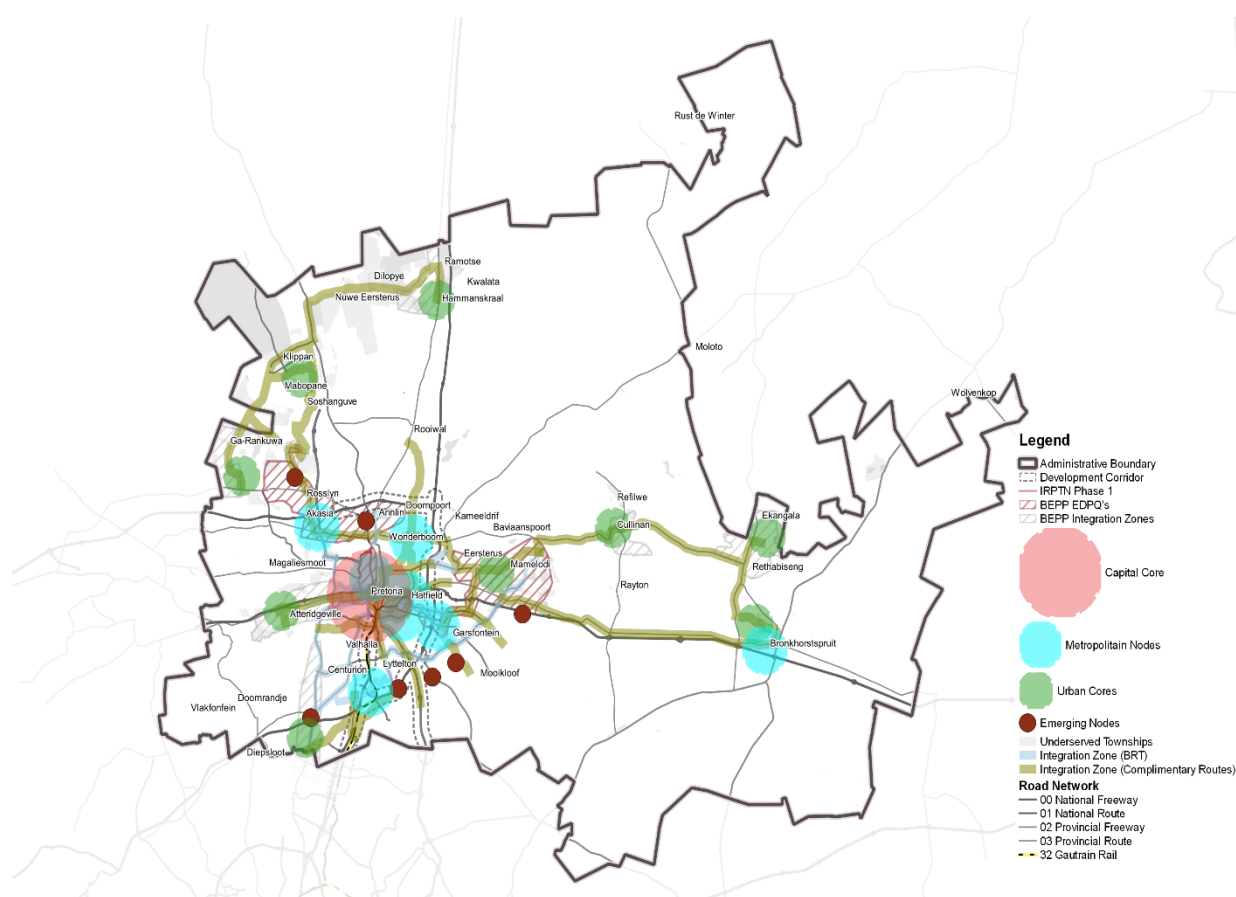 Rust de Winter
Ramotse
Dilopye
Kwalata
Nuwe Eersterus
Hammanskraal
Moloto
Klippan
Mabopane
Soshanguve
Wolvenkop
Rooiwal
Ga-Rankuwa
Rosslyn
Refilwe
Doornpoort
Akasia
Annlin
Kameeldrif
Ekangala
Baviaanspoort
Cullinan
Wonderboom
Eersterus
Magaliesmoot
Mamelodi
Rethabiseng
Rayton
Pretoria
Hatfield
Atteridgeville
Garsfontein
Valhalla
Bronkhorstspruit
Lyttelton
Centurion
Mooikloof
Doornrandje
Vlakfonfein
Diepsloot
Legend
Administrative Boundary
Development Corridor
IRPTN Phase 1
BEPP EDPQ's
BEPP Integration Zones
Capital Core
Metropolitain Nodes
Urban Cores
Emerging Nodes
Underserved Townships
Integration Zone (BRT)
Integration Zone (Complimentary Routes)
Road Network
00 National Freeway
01 National Route
02 Provincial Freeway
03 Provincial Route
32 Gautrain Rail